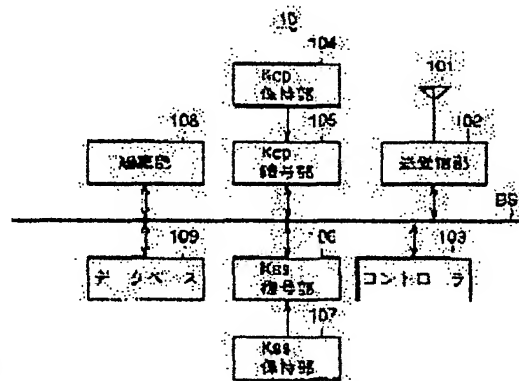 10
104
Kcp
保持部
101
108
105
102
Kcp
暗号部
送受信部
BS
109
106
103
データベース
Kss
復号部
コントローラ
107
Kss
保持部